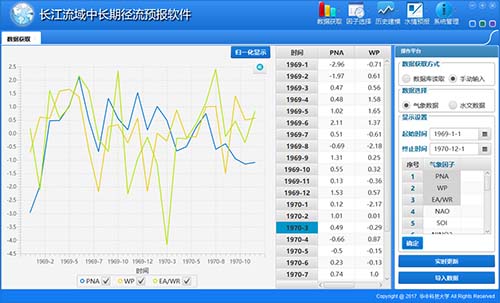 长江流域中长期径流预报软件
数据获取 因子选择 历史建模 水情预报 系统管理
数据获取
归一化显示
2.5
2.0
1.5
1.0
0.5
0.0
-0.5
-1.0
-1.5
-2.0
-2.5
-3.0
-3.5
-4.0
-4.5
1969-2 1969-4 1969-6 1969-8 1969-10 1970-2 1970-4 1970-6 1970-8 1970-10
时间
PNA WP EA/WR
时间 PNA WP
1969-1 -2.96 -0.71
1969-2 -1.97 0.61
1969-3 0.47 0.56
1969-4 0.48 1.58
1969-5 1.02 1.65
1969-6 2.11 1.37
1969-7 0.51 -0.61
1969-8 -0.69 -2.18
1969-9 1.31 0.25
1969-10 0.55 0.32
1969-11 0.13 -0.36
1969-12 1.53 0.57
1970-1 0.12 -2.17
1970-2 1.01 0.01
1970-3 0.49 -0.29
1970-4 -0.66 0.87
1970-5 -0.5 -0.15
1970-6 0.23 -0.13
1970-7 0.74 1.0
操作平台
数据获取方式
数据库读取 手动输入
数据选择
气象数据 水文数据
显示设置
起始时间 1969-1-1
终止时间 1970-12-1
序号 气象因子
1 PNA
2 WP
3 EA/WR
4 NAO
5 SOI
确定
实时更新
导入数据
Copyright @ 2017 华中科技大学 All Rights Reserved